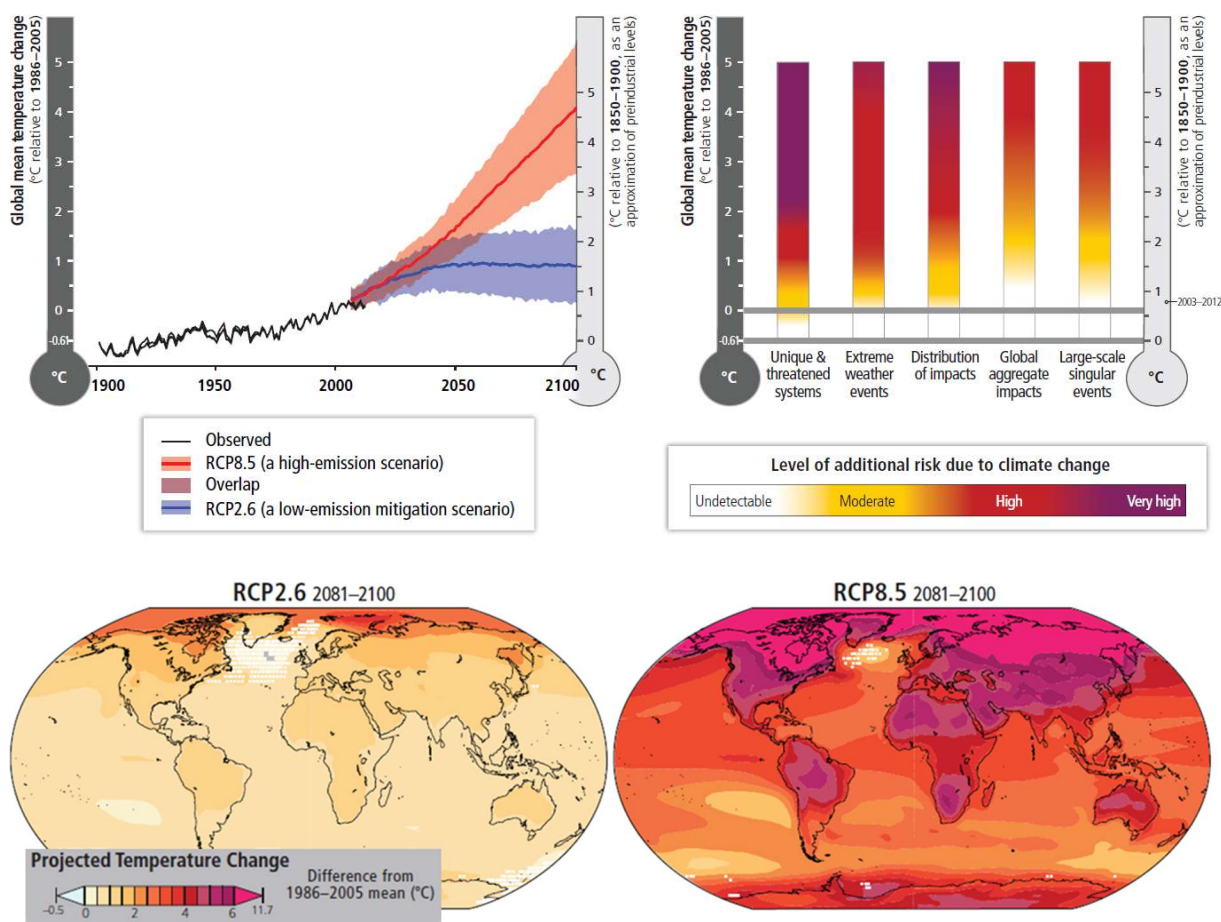 Global mean temperature change
(°C relative to 1986–2005)
5
4
3
2
1
0
-0.61
°C
(°C relative to 1850–1900, as an
approximation of preindustrial levels)
5
4
3
2
1
0
°C
1900
1950
2000
2050
2100
Observed
RCP8.5 (a high-emission scenario)
Overlap
RCP2.6 (a low-emission mitigation scenario)
Global mean temperature change
(°C relative to 1986–2005)
5
4
3
2
1
0
-0.61
°C
(°C relative to 1850–1900, as an
approximation of preindustrial levels)
5
4
3
2
1
0
2003–2012
°C
Unique &
threatened
systems
Extreme
weather
events
Distribution
of impacts
Global
aggregate
impacts
Large-scale
singular
events
Level of additional risk due to climate change
Undetectable
Moderate
High
Very high
RCP2.6 2081–2100
RCP8.5 2081–2100
Projected Temperature Change
Difference from
1986–2005 mean (°C)
–0.5 0 2 4 6 11.7